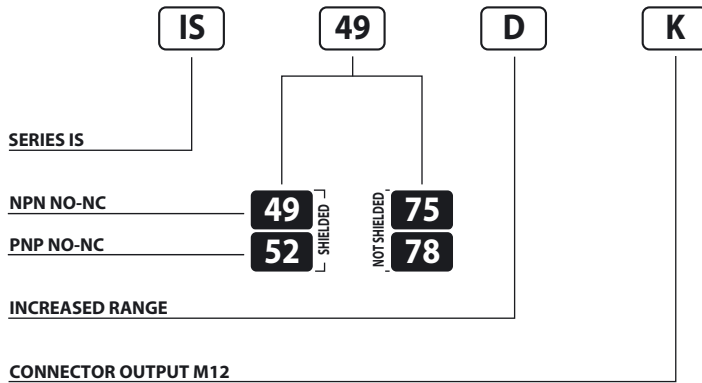 IS 49 D K
SERIES IS
NPN NO-NC 49 SHIELDED NOT SHIELDED 75
PNP NO-NC 52 78
INCREASED RANGE
CONNECTOR OUTPUT M12